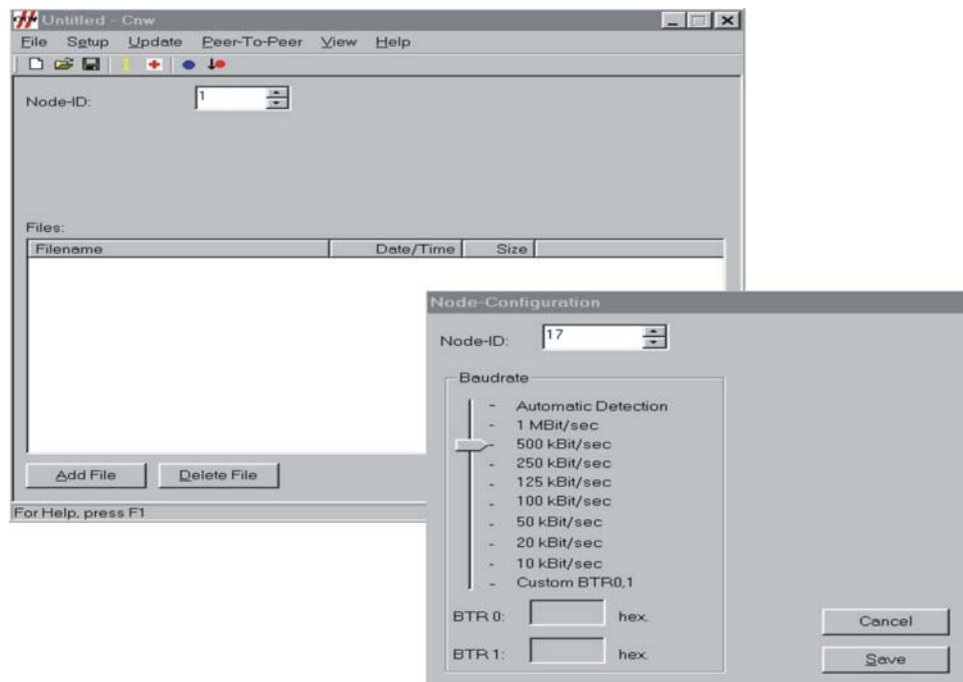 Untitled - Cnw
File Setup Update Peer-To-Peer View Help
Node-ID: 1
Files:
Filename Date/Time Size
Add File Delete File
For Help, press F1
Node-Configuration
Node-ID: 17
Baudrate
- Automatic Detection
- 1 MBit/sec
- 500 kBit/sec
- 250 kBit/sec
- 125 kBit/sec
- 100 kBit/sec
- 50 kBit/sec
- 20 kBit/sec
- 10 kBit/sec
- Custom BTR0,1
BTR 0: hex.
BTR 1: hex.
Cancel
Save